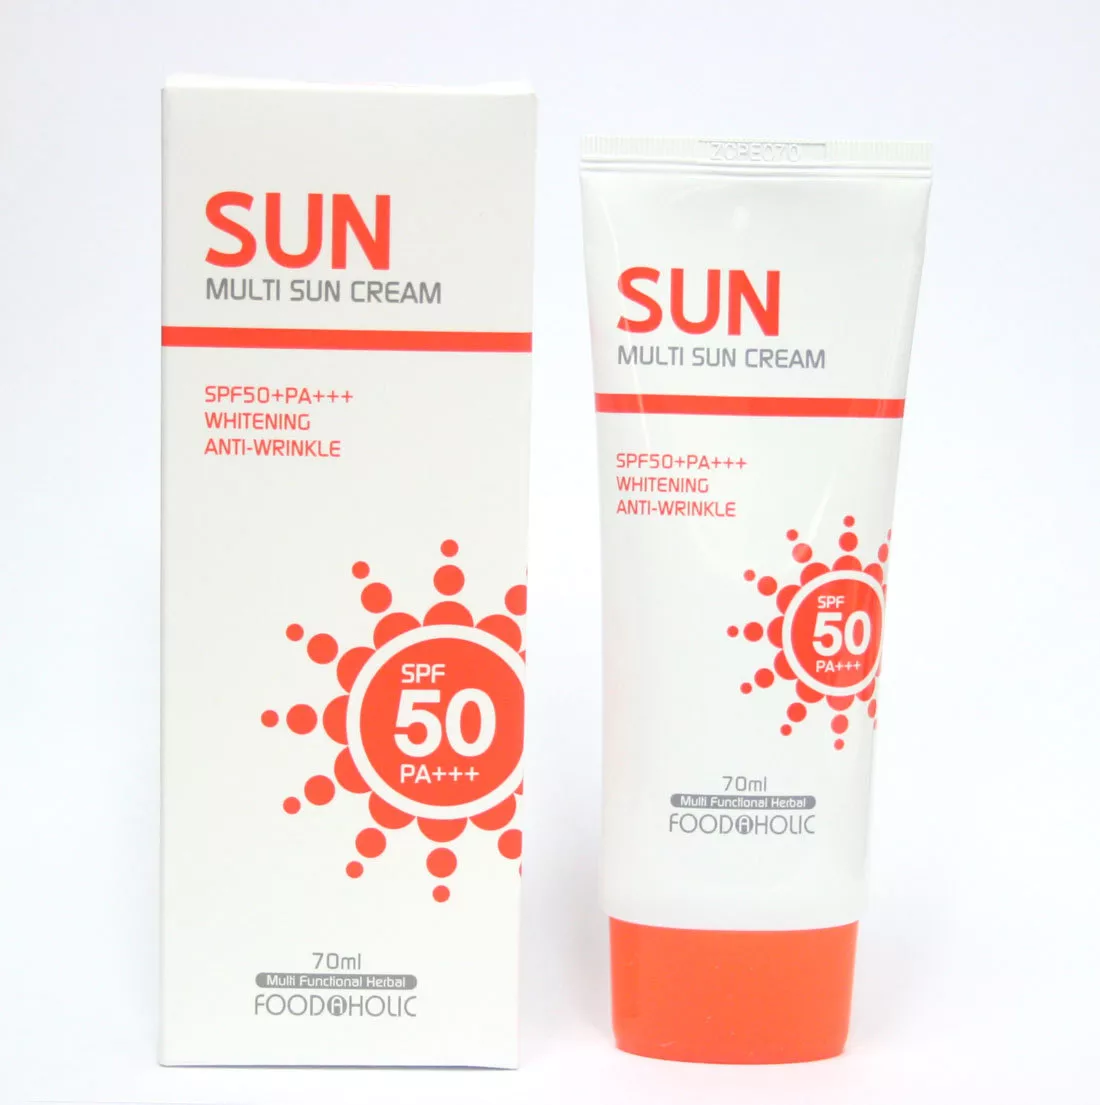 SUN
MULTI SUN CREAM
SPF50+PA+++
WHITENING
ANTI-WRINKLE
SPF
50
PA+++
70ml
Multi Functional Herbal
FOODAHOLIC
ZCPE070
SUN
MULTI SUN CREAM
SPF50+PA+++
WHITENING
ANTI-WRINKLE
SPF
50
PA+++
70ml
Multi Functional Herbal
FOODAHOLIC